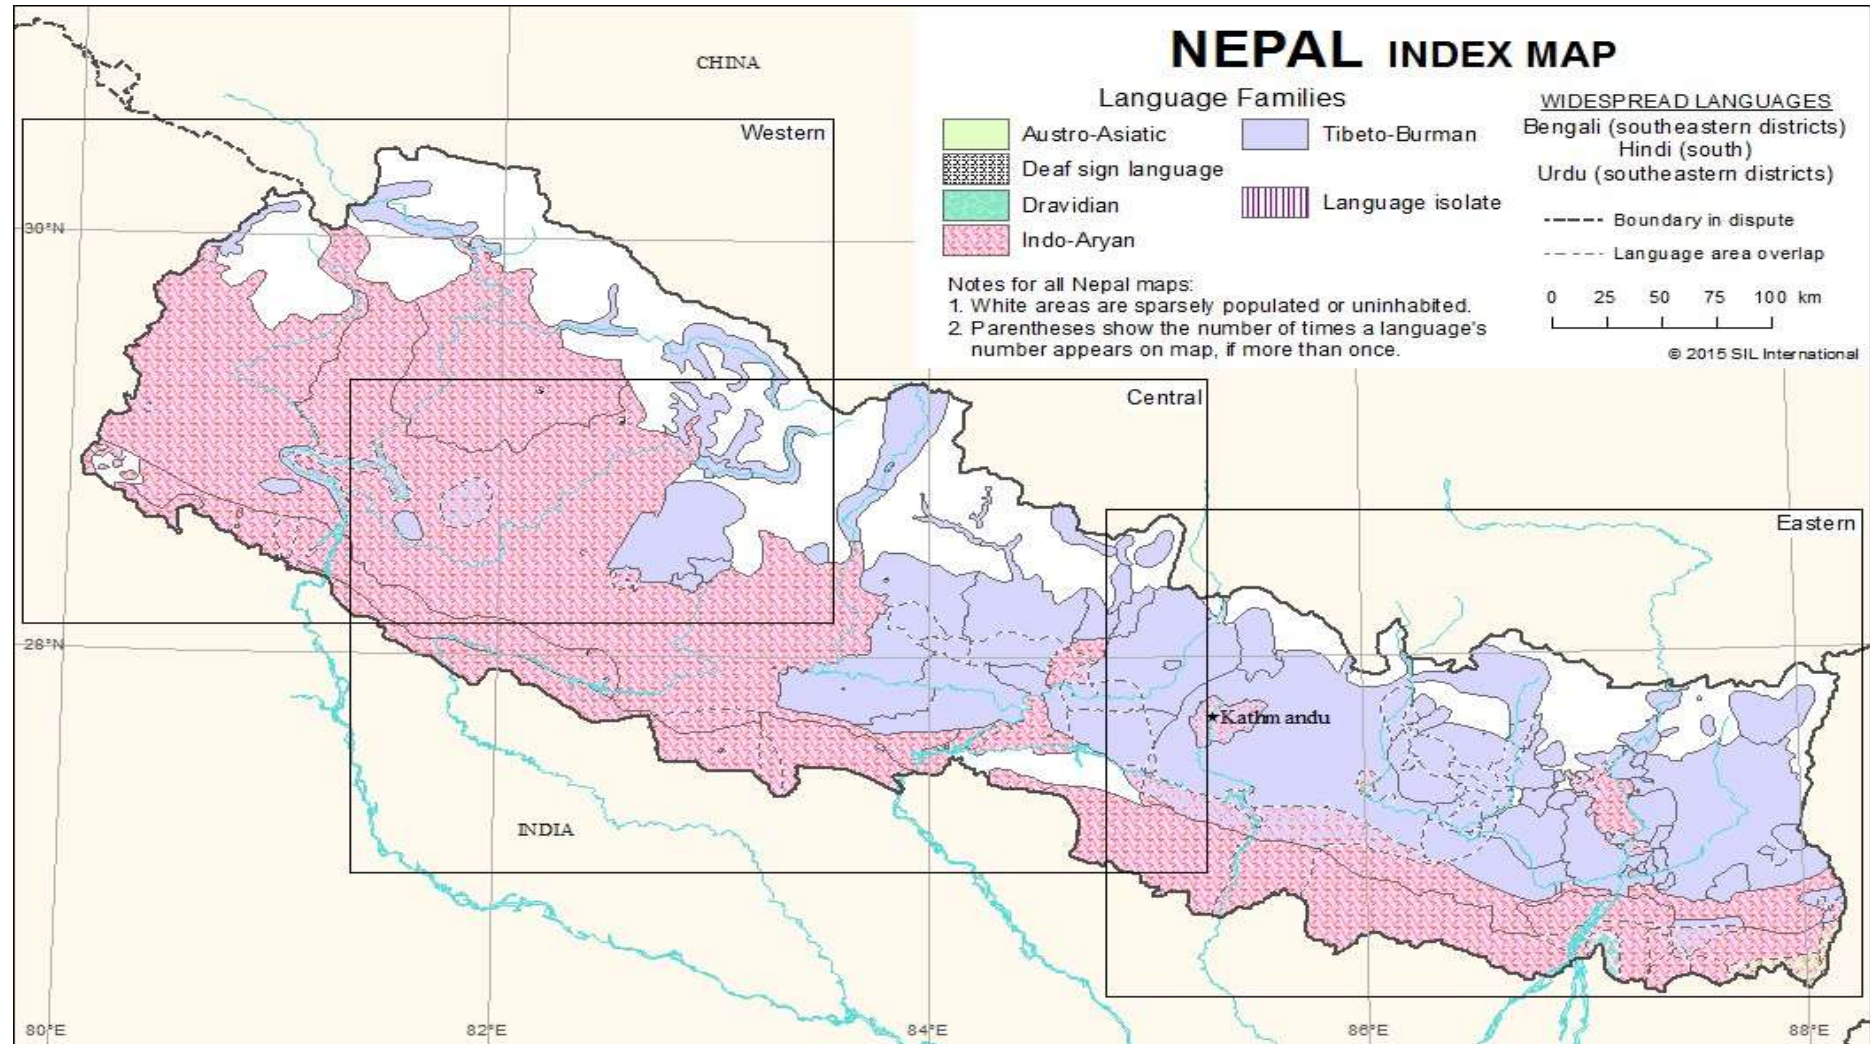 NEPAL INDEX MAP
CHINA
Language Families
Austro-Asiatic
Deaf sign language
Dravidian
Indo-Aryan
Tibeto-Burman
Language isolate
WIDESPREAD LANGUAGES
Bengali (southeastern districts)
Hindi (south)
Urdu (southeastern districts)
Boundary in dispute
Language area overlap
0 25 50 75 100 km
Notes for all Nepal maps:
1. White areas are sparsely populated or uninhabited.
2. Parentheses show the number of times a language's
number appears on map, if more than once.
© 2015 SIL International
Western
30°N
Central
Eastern
28°N
Kathmandu
INDIA
80°E 82°E 84°E 86°E 88°E